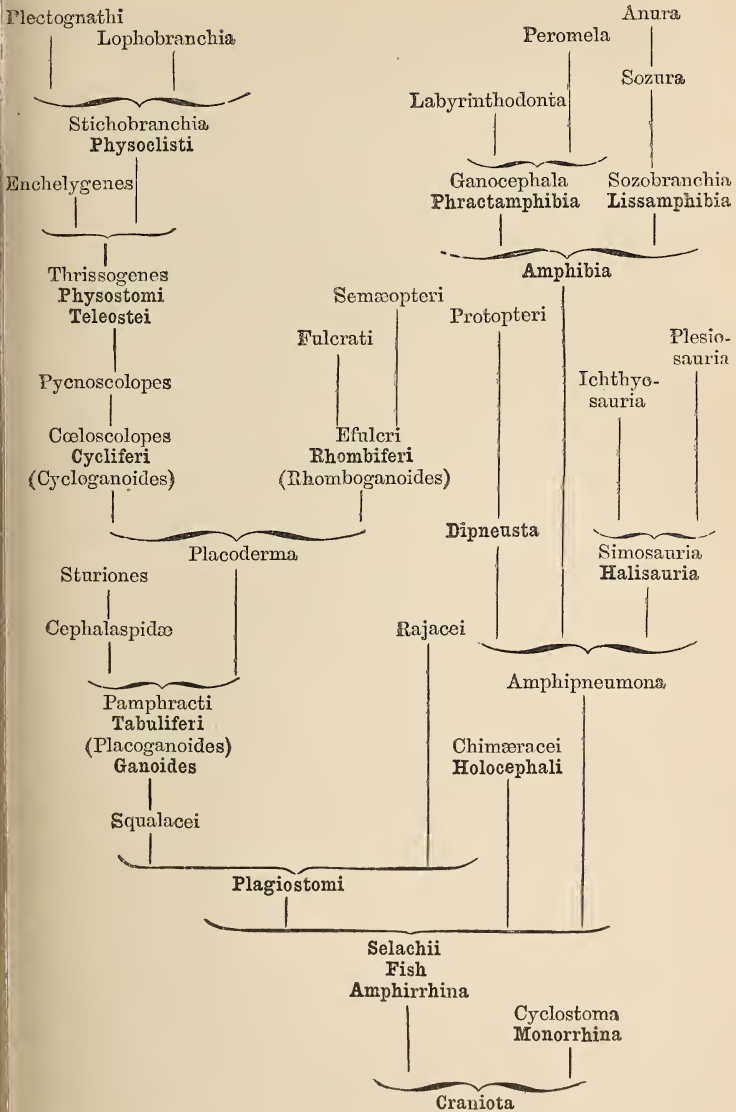 Plectognathi
Lophobranchia
Stichobranchia
Physoclisti
Enchelygenes
Thrissogenes
Physostomi
Teleostei
Pycnoscolopes
Cœloscolopes
Cycliferi
(Cycloganoides)
Semæopteri
Fulcrati
Efulcri
Rhombiferi
(Rhomboganoides)
Placoderma
Sturiones
Cephalaspidæ
Pamphracti
Tabuliferi
(Placoganoides)
Ganoides
Squalacei
Rajacei
Plagiostomi
Anura
Peromela
Sozura
Labyrinthodonta
Ganocephala
Phractamphibia
Sozobranchia
Lissamphibia
Amphibia
Protopteri
Plesio-
sauria
Ichthyo-
sauria
Dipneusta
Simosauria
Halisauria
Amphipneumona
Chimæracei
Holocephali
Selachii
Fish
Amphirrhina
Cyclostoma
Monorrhina
Craniota